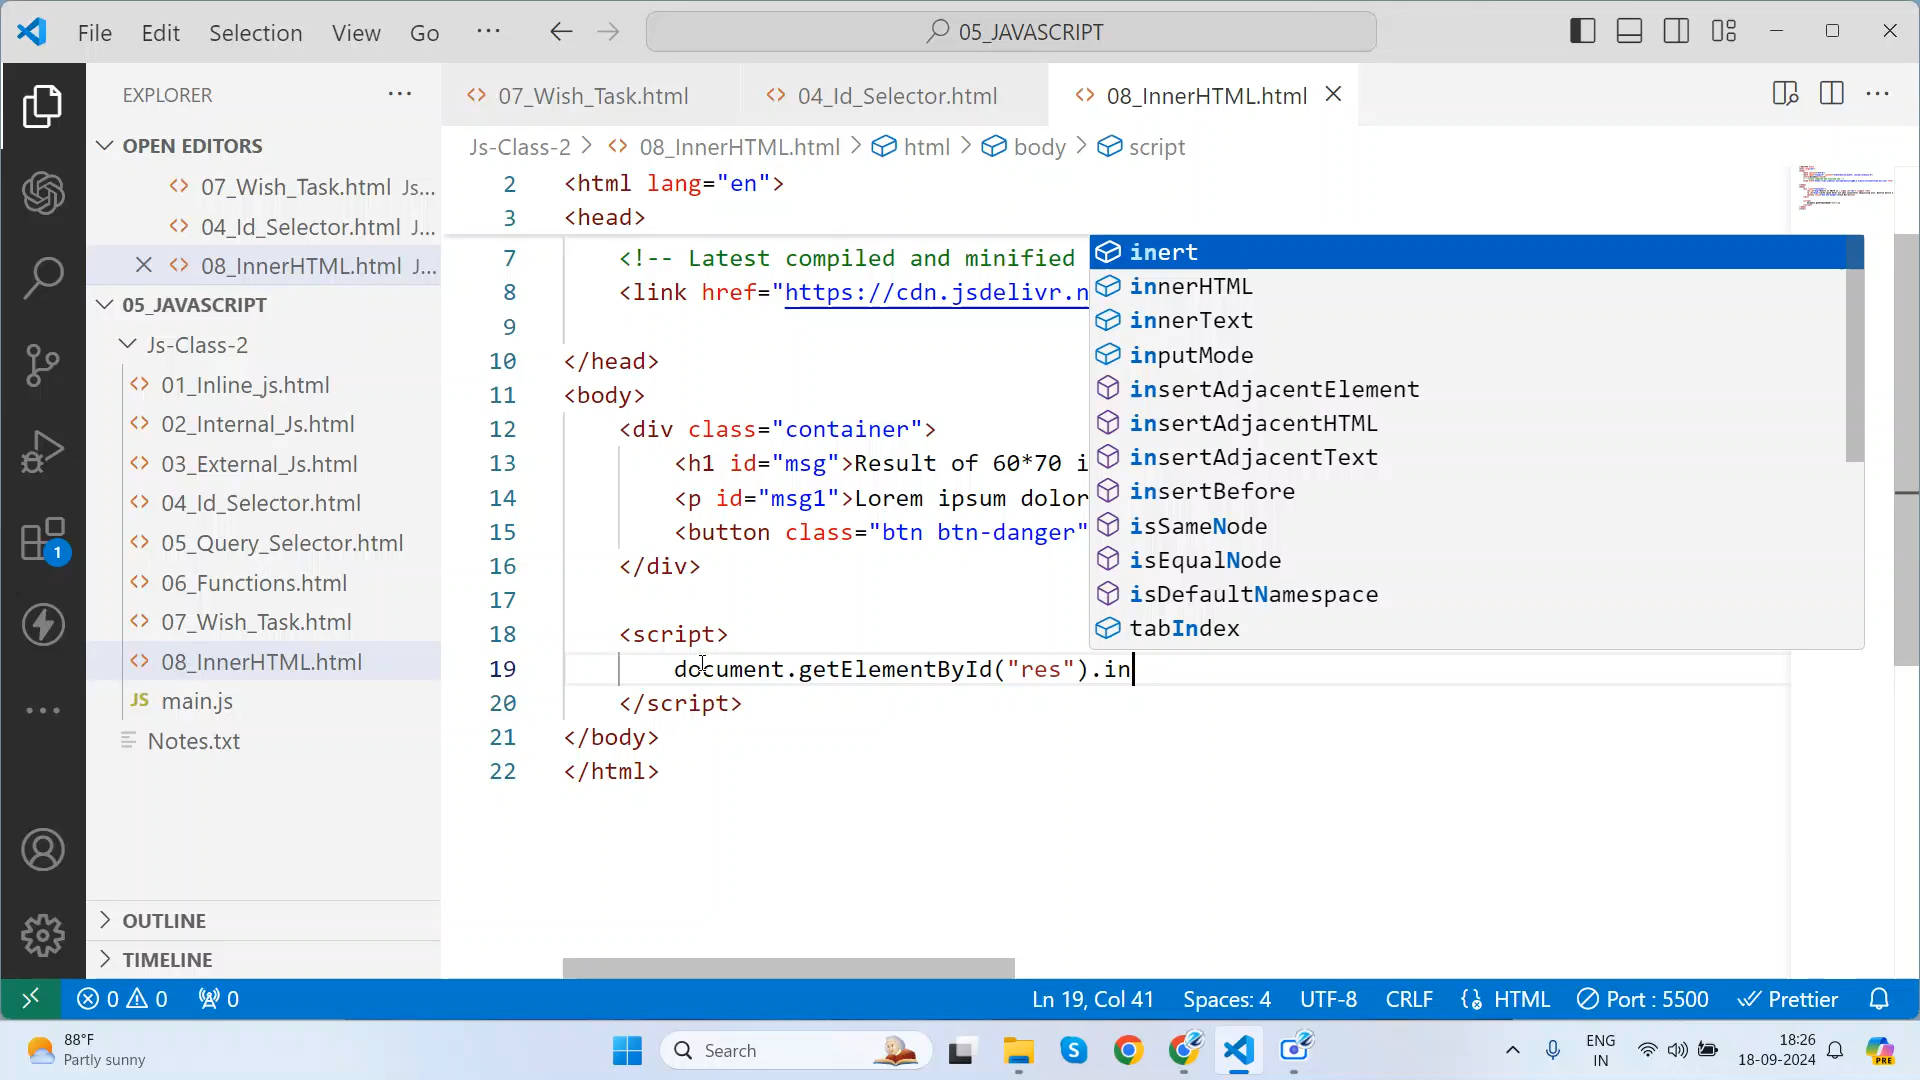 File Edit Selection View Go ··· 05_JAVASCRIPT
EXPLORER ···
OPEN EDITORS
07_Wish_Task.html Js...
04_Id_Selector.html J...
08_InnerHTML.html J...
05_JAVASCRIPT
Js-Class-2
01_Inline_js.html
02_Internal_Js.html
03_External_Js.html
04_Id_Selector.html
05_Query_Selector.html
06_Functions.html
07_Wish_Task.html
08_InnerHTML.html
JS main.js
Notes.txt
OUTLINE
TIMELINE
1
07_Wish_Task.html 04_Id_Selector.html 08_InnerHTML.html
Js-Class-2 > 08_InnerHTML.html > html > body > script
2 <html lang="en">
3 <head>
7 <!-- Latest compiled and minified
8 <link href="https://cdn.jsdelivr.n
9
10 </head>
11 <body>
12 <div class="container">
13 <h1 id="msg">Result of 60*70 i
14 <p id="msg1">Lorem ipsum dolor
15 <button class="btn btn-danger"
16 </div>
17
18 <script>
19 document.getElementById("res").in
20 </script>
21 </body>
22 </html>
inert
innerHTML
innerText
inputMode
insertAdjacentElement
insertAdjacentHTML
insertAdjacentText
insertBefore
isSameNode
isEqualNode
isDefaultNamespace
tabIndex
0 0 0 Ln 19, Col 41 Spaces: 4 UTF-8 CRLF HTML Port : 5500 Prettier
88°F
Partly sunny
Search
ENG
IN
18:26
18-09-2024
PRE